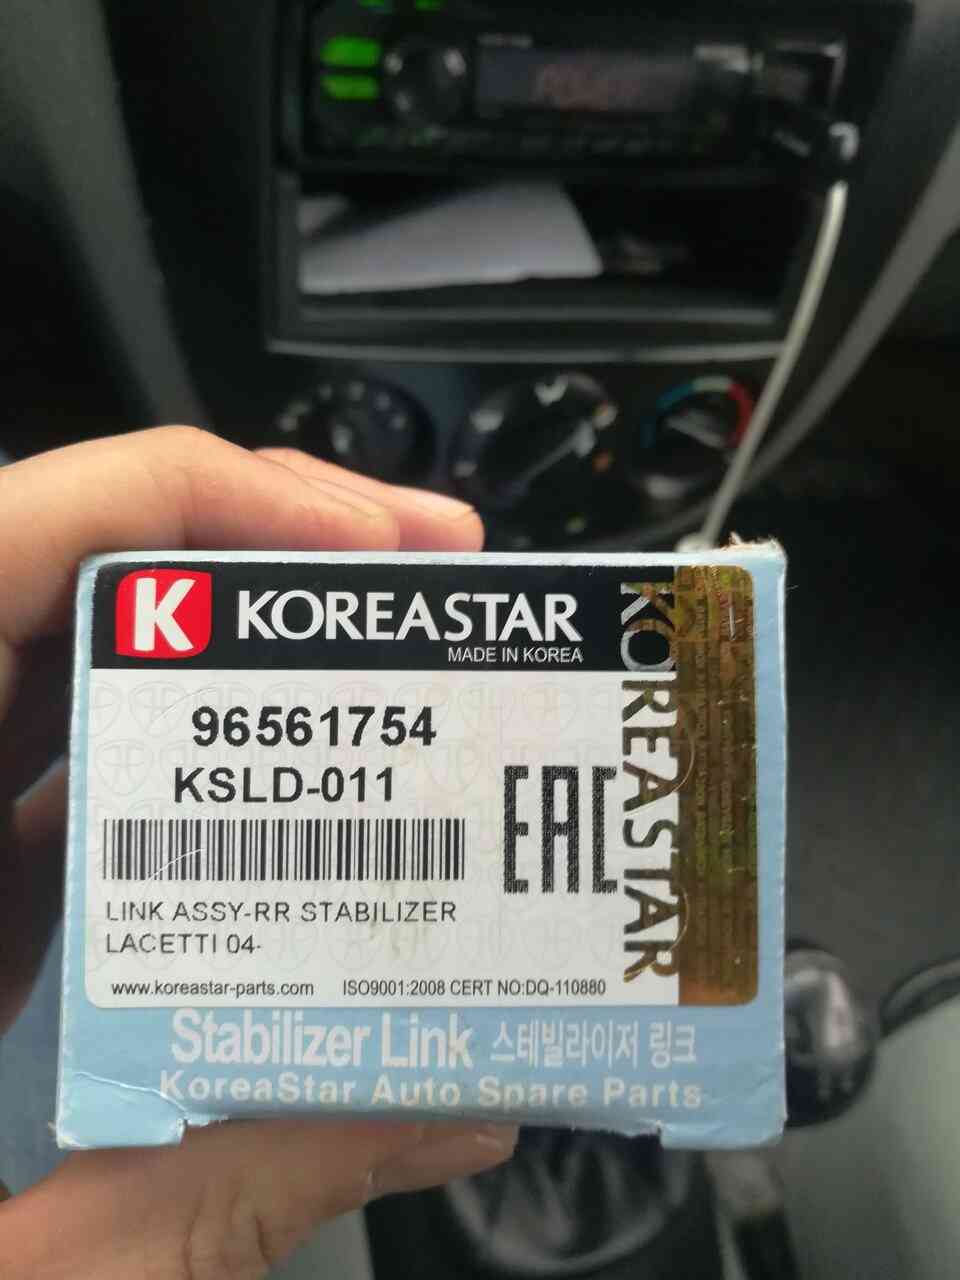 K KOREASTAR
MADE IN KOREA
KOREASTAR
96561754
KSLD-011
EAC
LINK ASSY-RR STABILIZER
LACETTI 04-
www.koreastar-parts.com ISO9001:2008 CERT NO:DQ-110880
Stabilizer Link 스테빌라이저 링크
KoreaStar Auto Spare Parts